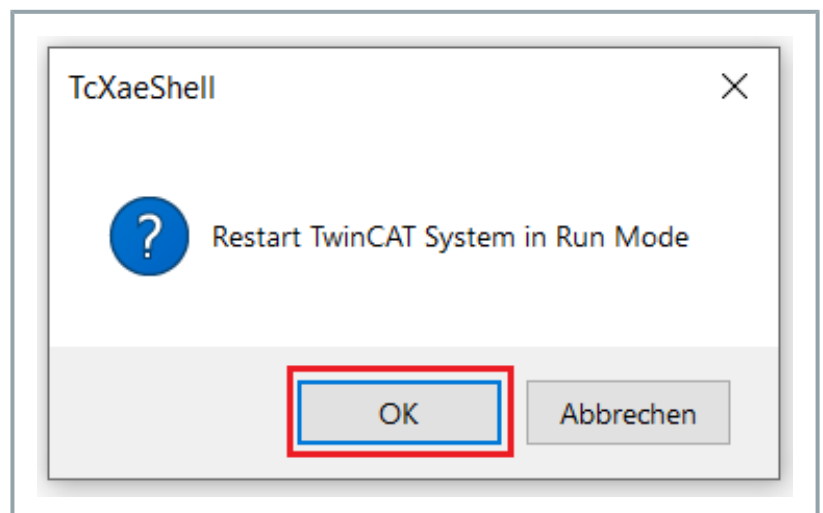 TcXaeShell
Restart TwinCAT System in Run Mode
OK
Abbrechen